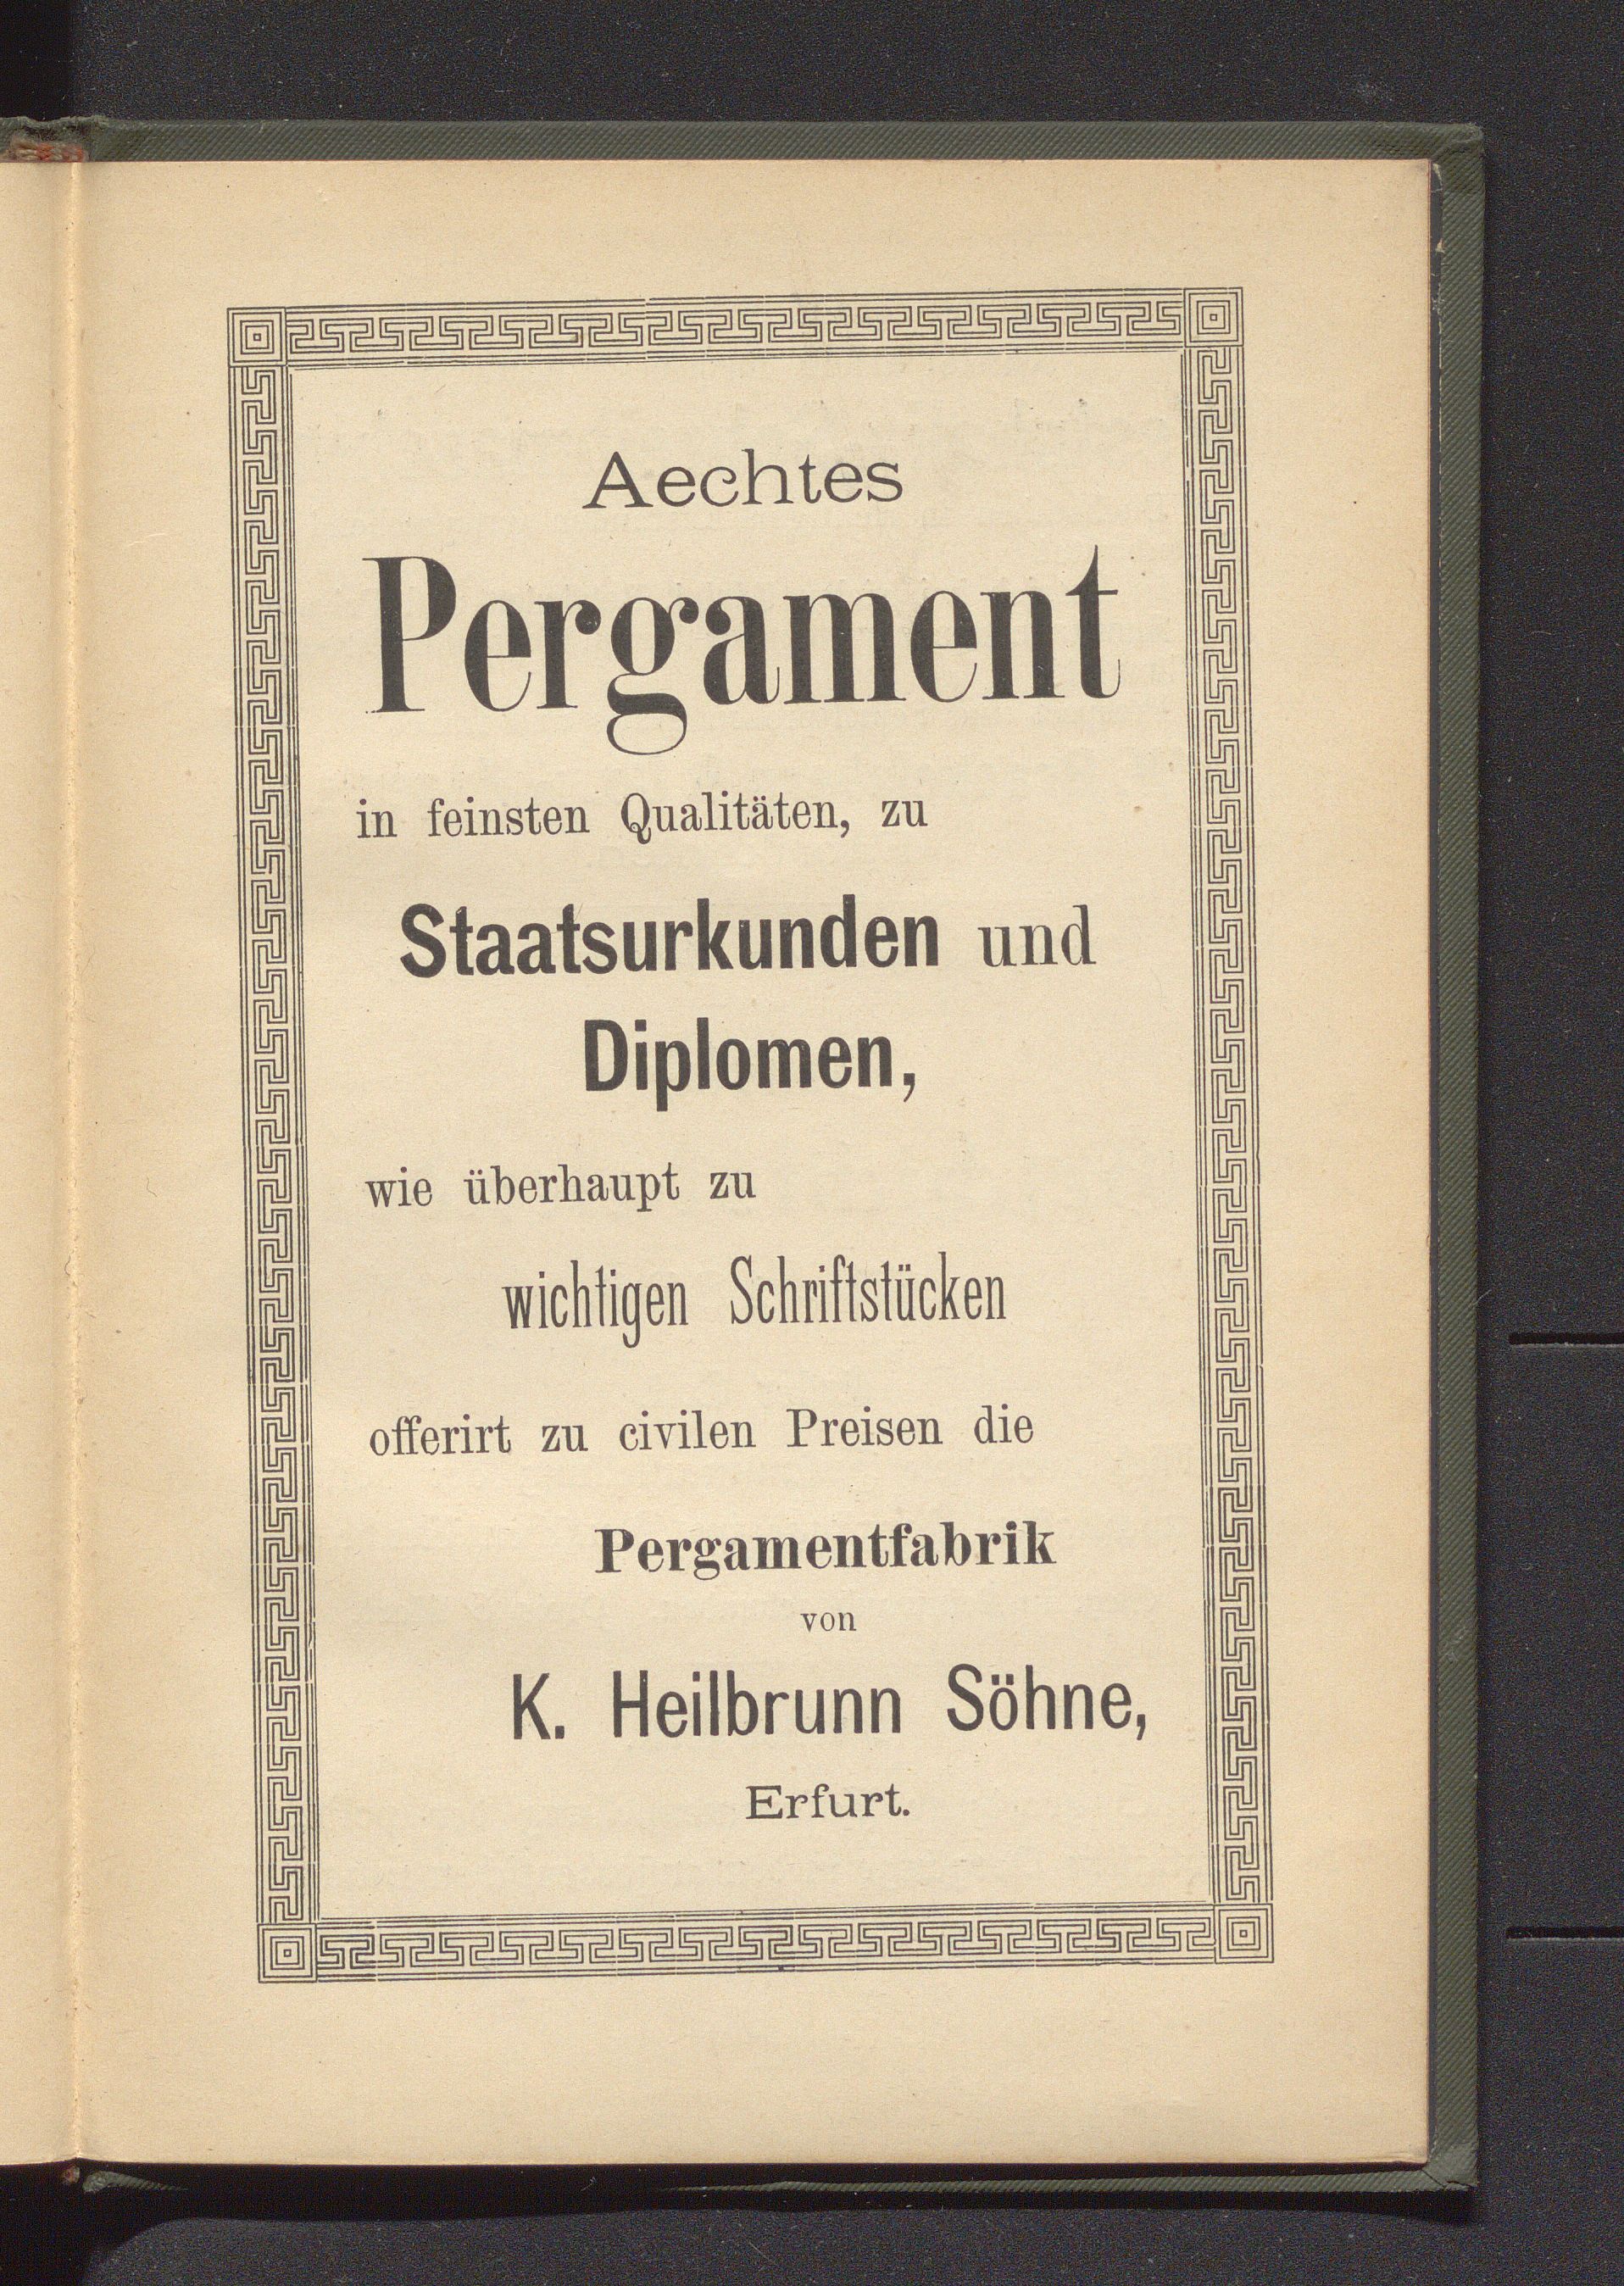 Aechtes
Pergament
in feinsten Qualitäten, zu
Staatsurkunden und
Diplomen,
wie überhaupt zu
wichtigen Schriftstücken
offerirt zu civilen Preisen die
Pergamentfabrik
von
K. Heilbrunn Söhne,
Erfurt.